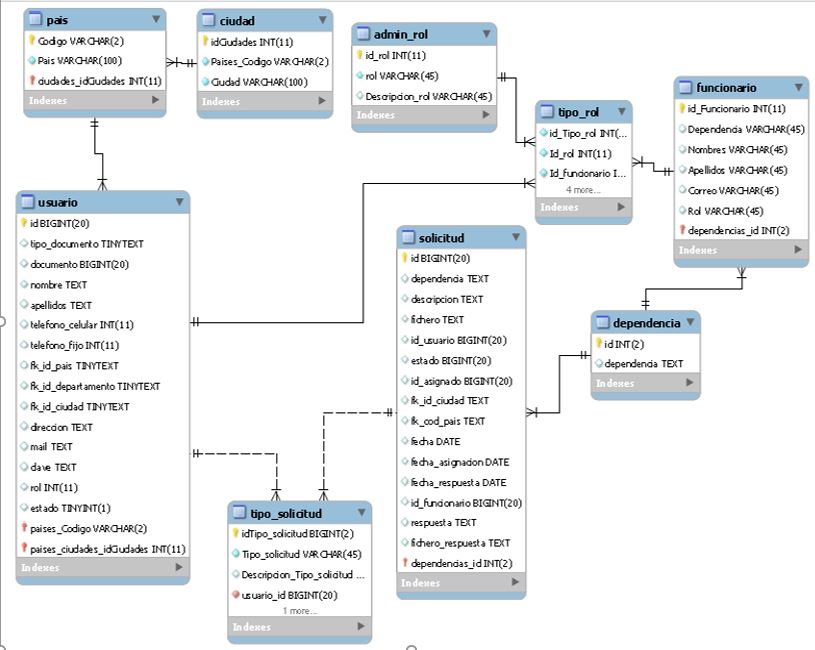 pais
Codigo VARCHAR(2)
Pais VARCHAR(100)
ciudades_idCiudades INT(11)
Indexes
ciudad
idCiudades INT(11)
Paises_Codigo VARCHAR(2)
Ciudad VARCHAR(100)
Indexes
admin_rol
id_rol INT(11)
rol VARCHAR(45)
Descripcion_rol VARCHAR(45)
Indexes
tipo_rol
id_Tipo_rol INT(...
Id_rol INT(11)
Id_funcionario I...
4 more...
Indexes
funcionario
id_Funcionario INT(11)
Dependencia VARCHAR(45)
Nombres VARCHAR(45)
Apellidos VARCHAR(45)
Correo VARCHAR(45)
Rol VARCHAR(45)
dependencias_id INT(2)
Indexes
usuario
id BIGINT(20)
tipo_documento TINYTEXT
documento BIGINT(20)
nombre TEXT
apellidos TEXT
telefono_celular INT(11)
telefono_fijo INT(11)
fk_id_pais TINYTEXT
fk_id_departamento TINYTEXT
fk_id_ciudad TINYTEXT
direccion TEXT
mail TEXT
clave TEXT
rol INT(11)
estado TINYINT(1)
paises_Codigo VARCHAR(2)
paises_ciudades_idCiudades INT(11)
Indexes
solicitud
id BIGINT(20)
dependencia TEXT
descripcion TEXT
fichero TEXT
id_usuario BIGINT(20)
estado BIGINT(20)
id_asignado BIGINT(20)
fk_id_ciudad TEXT
fk_cod_pais TEXT
fecha DATE
fecha_asignacion DATE
fecha_respuesta DATE
id_funcionario BIGINT(20)
respuesta TEXT
fichero_respuesta TEXT
dependencias_id INT(2)
Indexes
dependencia
id INT(2)
dependencia TEXT
Indexes
tipo_solicitud
idTipo_solicitud BIGINT(2)
Tipo_solicitud VARCHAR(45)
Descripcion_Tipo_solicitud ...
usuario_id BIGINT(20)
1 more...
Indexes